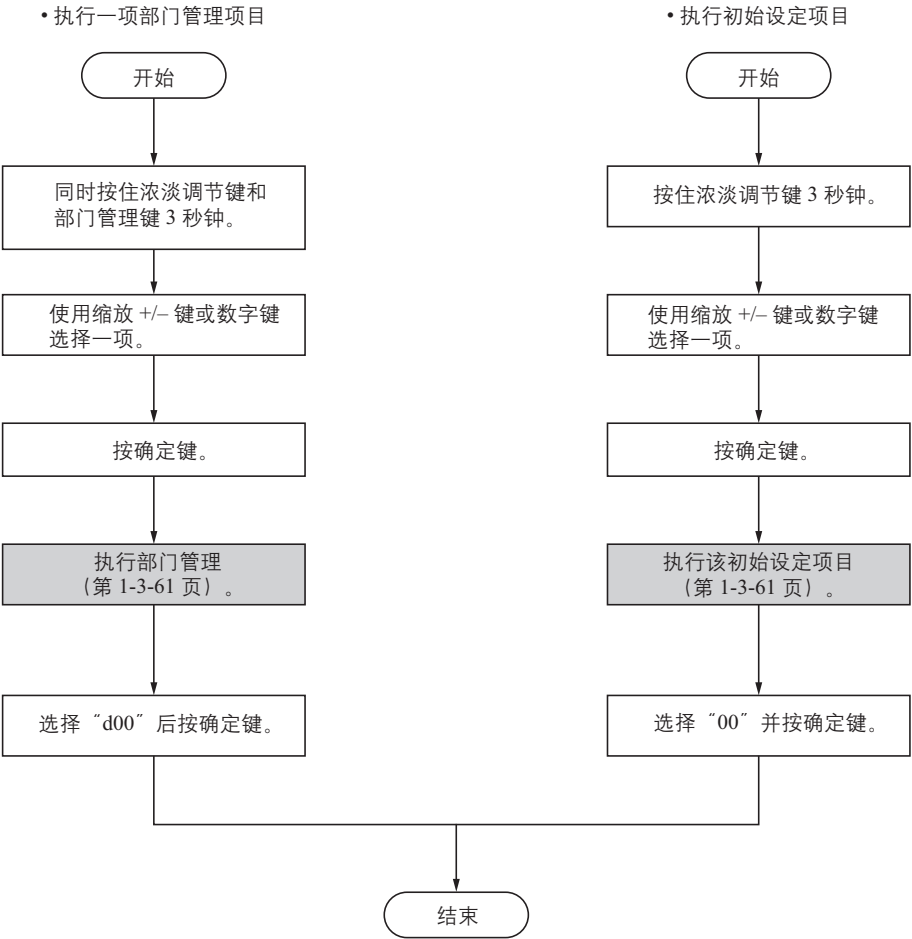 • 执行一项部门管理项目
开始
同时按住浓淡调节键和
部门管理键 3 秒钟。
使用缩放 +/– 键或数字键
选择一项。
按确定键。
执行部门管理
（第 1-3-61 页）。
选择“d00”后按确定键。
• 执行初始设定项目
开始
按住浓淡调节键 3 秒钟。
使用缩放 +/– 键或数字键
选择一项。
按确定键。
执行该初始设定项目
（第 1-3-61 页）。
选择“00”并按确定键。
结束